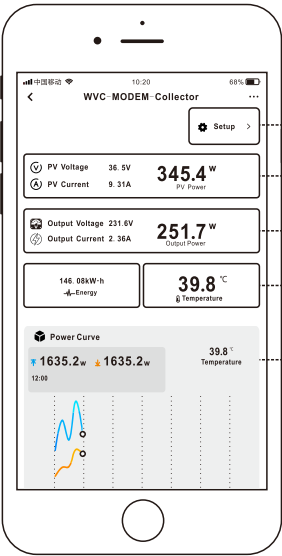 中国移动 10:20 68%
WVC-MODEM-Collector
Setup
PV Voltage 36.5V
PV Current 9.31A
345.4 W
PV Power
Output Voltage 231.6V
Output Current 2.36A
251.7 W
Output Power
146.08kW·h
Energy
39.8 ℃
Temperature
Power Curve
1635.2w 1635.2w
12:00
39.8 ℃
Temperature